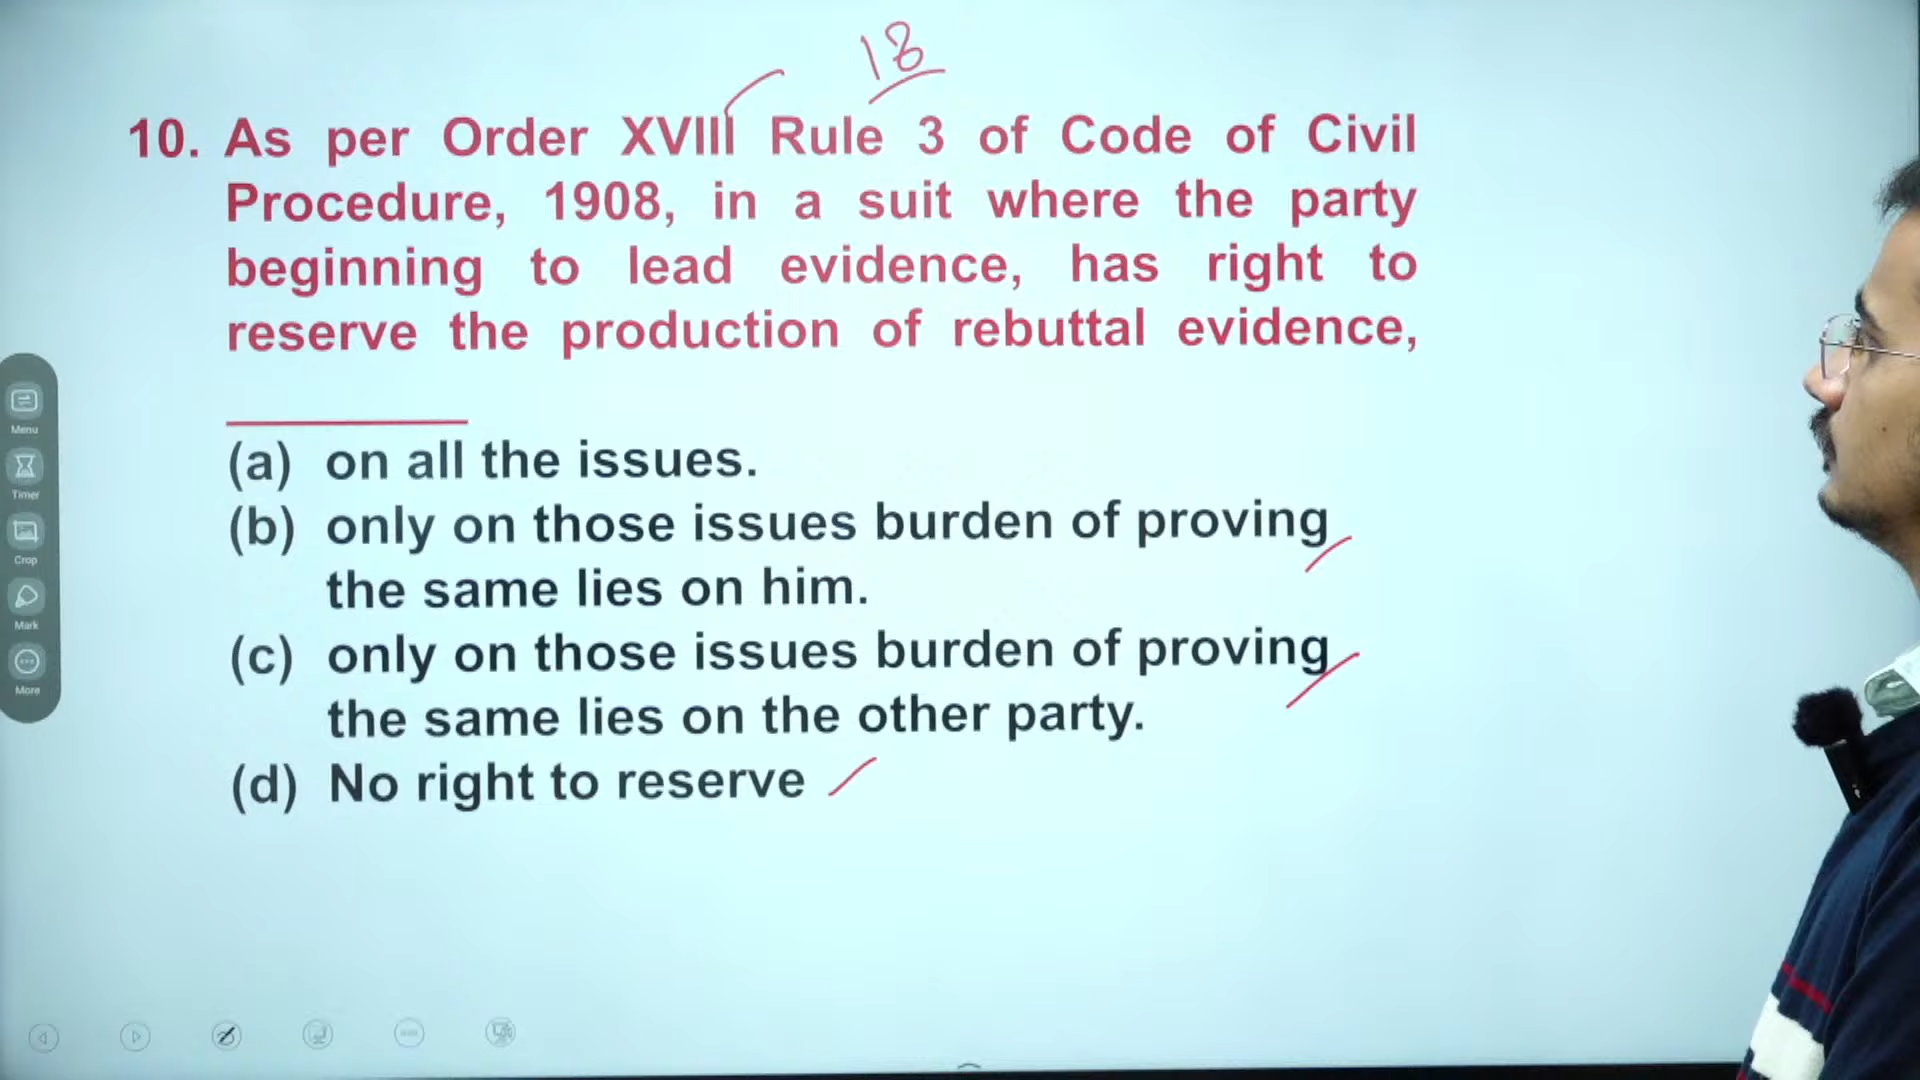 18
10. As per Order XVIII Rule 3 of Code of Civil
Procedure, 1908, in a suit where the party
beginning to lead evidence, has right to
reserve the production of rebuttal evidence,
(a) on all the issues.
(b) only on those issues burden of proving
the same lies on him.
(c) only on those issues burden of proving
the same lies on the other party.
(d) No right to reserve
Menu
Timer
Crop
Mark
More